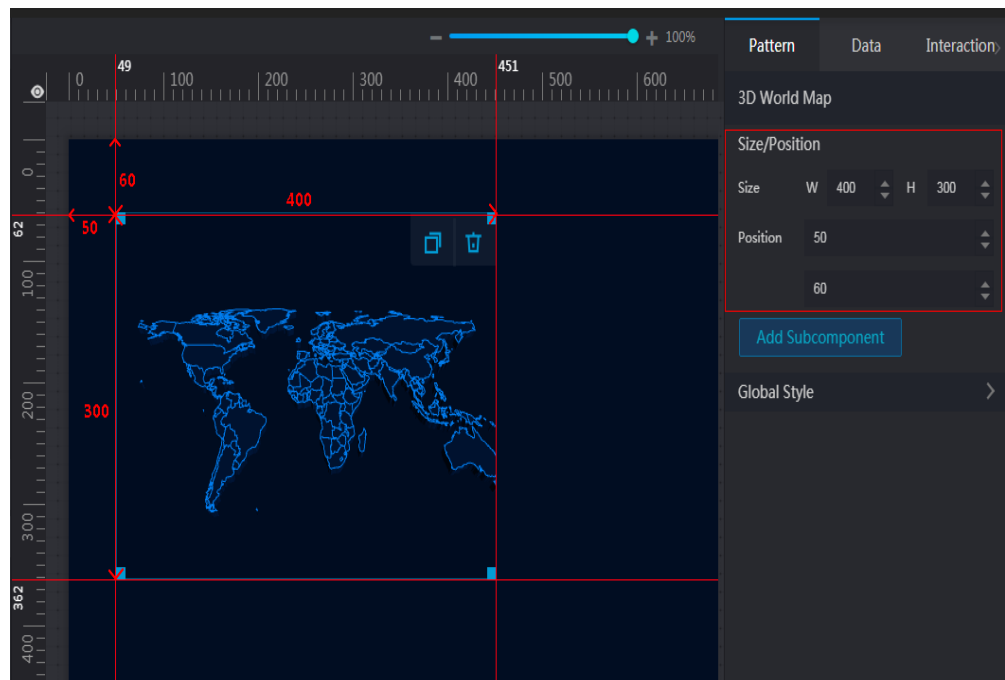 100%
Pattern Data Interaction
49 451
0 100 200 300 400 500 600
3D World Map
Size/Position
Size W 400 H 300
Position 50
60
Add Subcomponent
Global Style
60
400
50
300
0
62
100
200
300
362
400